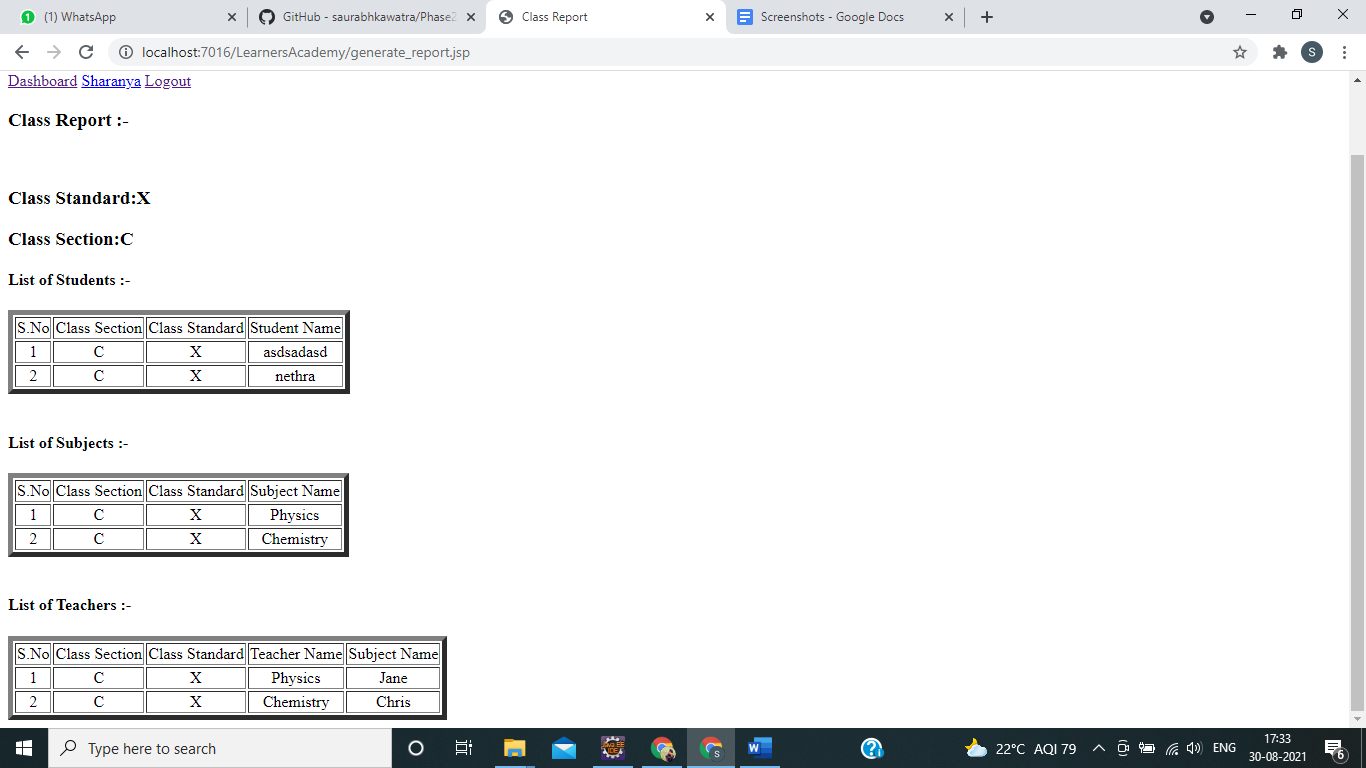 (1) WhatsApp
GitHub - saurabhkawatra/Phase2
Class Report
Screenshots - Google Docs
localhost:7016/LearnersAcademy/generate_report.jsp
S
Dashboard Sharanya Logout
Class Report :-
Class Standard:X
Class Section:C
List of Students :-
S.No Class Section Class Standard Student Name
1 C X asdsadasd
2 C X nethra
List of Subjects :-
S.No Class Section Class Standard Subject Name
1 C X Physics
2 C X Chemistry
List of Teachers :-
S.No Class Section Class Standard Teacher Name Subject Name
1 C X Physics Jane
2 C X Chemistry Chris
Type here to search
22°C AQI 79
ENG
17:33
30-08-2021
6